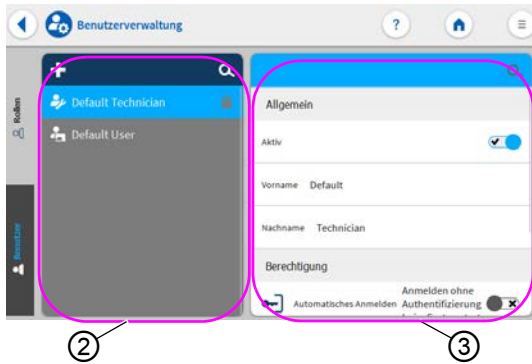 Benutzerverwaltung
?
Rollen
Benutzer
Default Technician
Default User
Allgemein
Aktiv
Vorname Default
Nachname Technician
Berechtigung
Automatisches Anmelden
Anmelden ohne
Authentifizierung
2
3